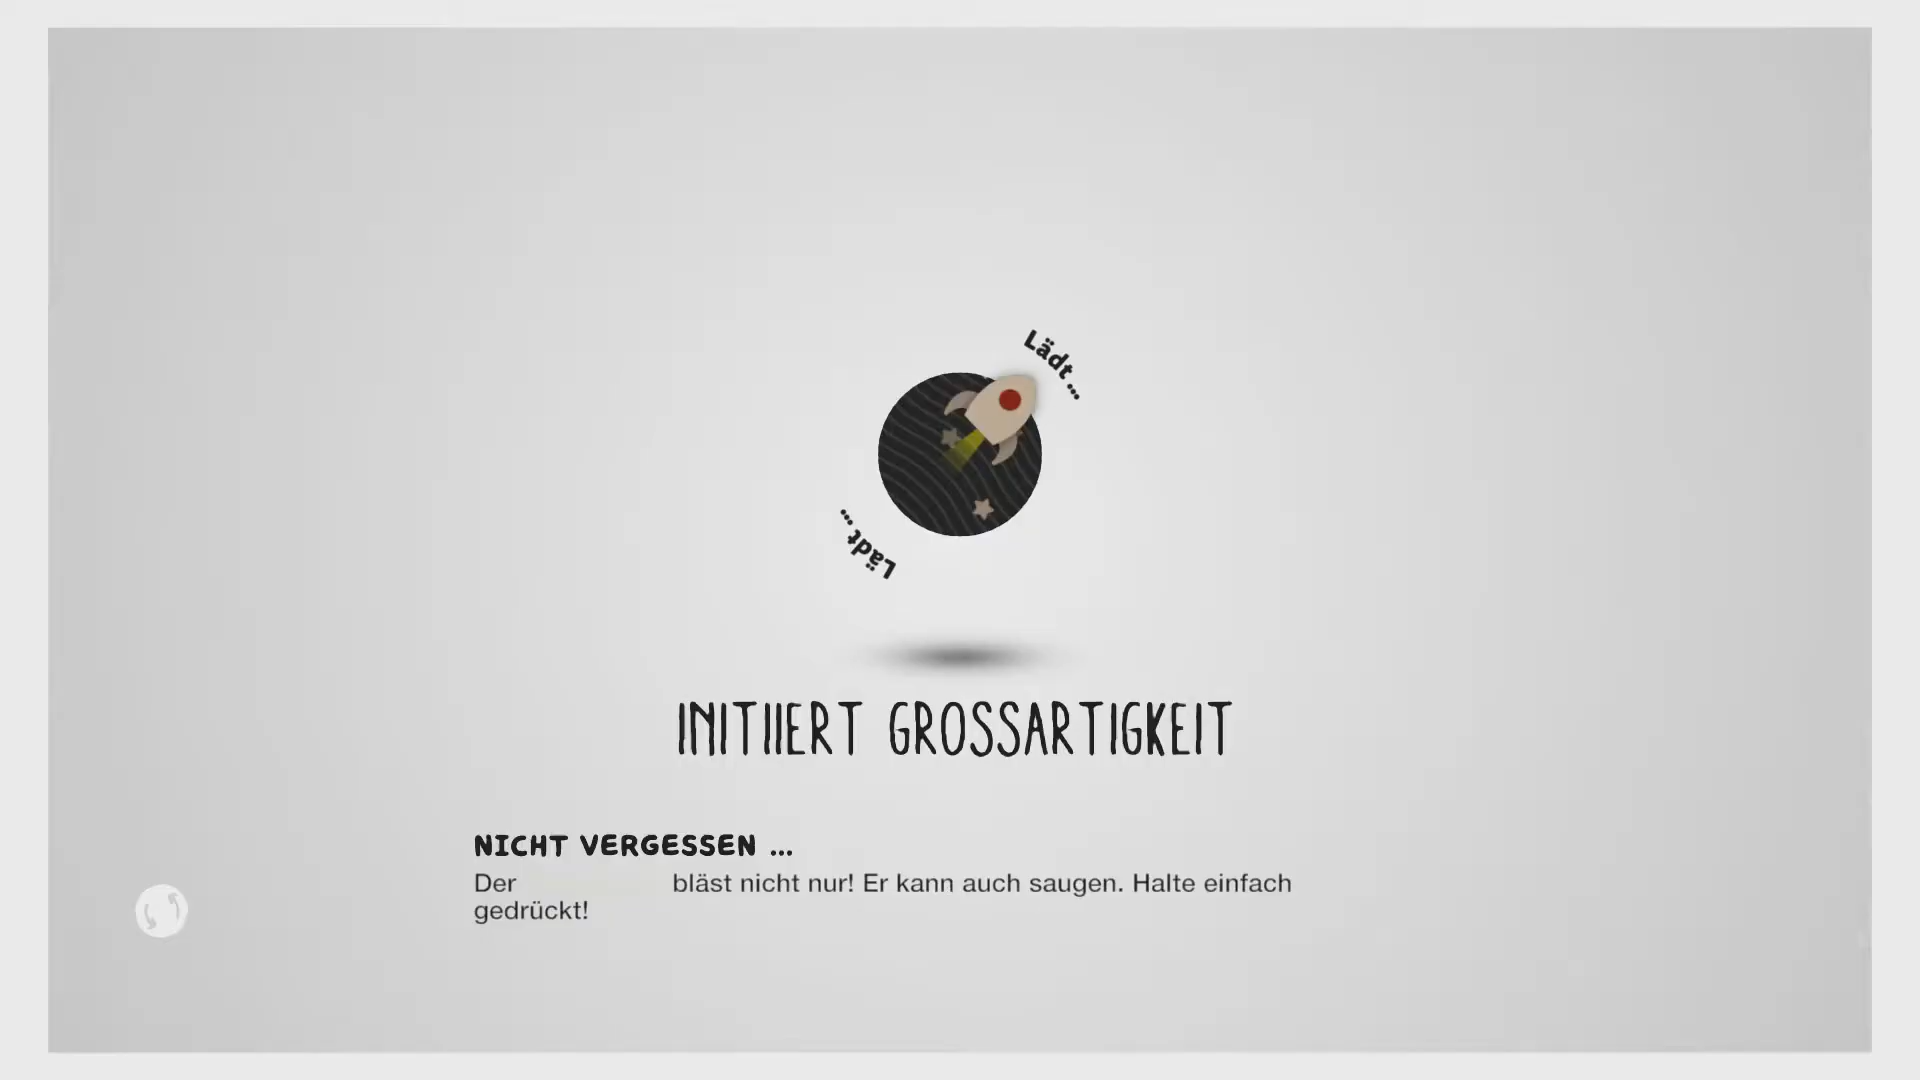 Lädt ...
Lädt ...
INITIIERT GROSSARTIGKEIT
NICHT VERGESSEN ...
Der bläst nicht nur! Er kann auch saugen. Halte einfach
gedrückt!